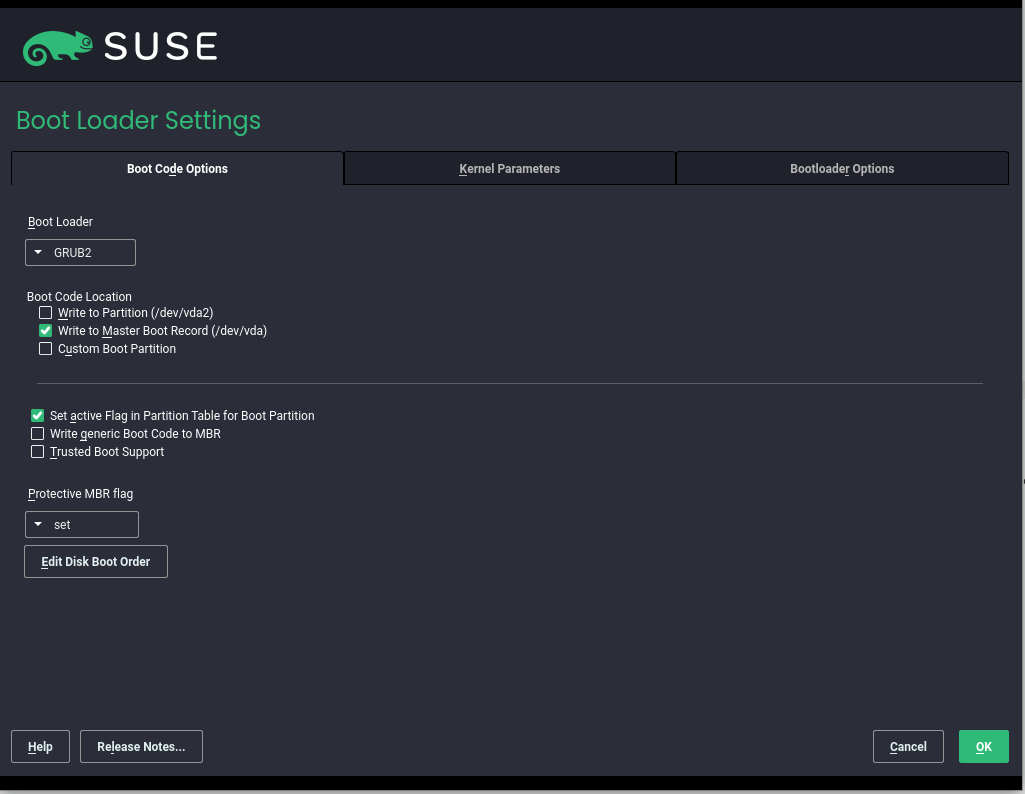 SUSE
Boot Loader Settings
Boot Code Options Kernel Parameters Bootloader Options
Boot Loader
GRUB2
Boot Code Location
Write to Partition (/dev/vda2)
Write to Master Boot Record (/dev/vda)
Custom Boot Partition
Set active Flag in Partition Table for Boot Partition
Write generic Boot Code to MBR
Trusted Boot Support
Protective MBR flag
set
Edit Disk Boot Order
Help Release Notes... Cancel OK